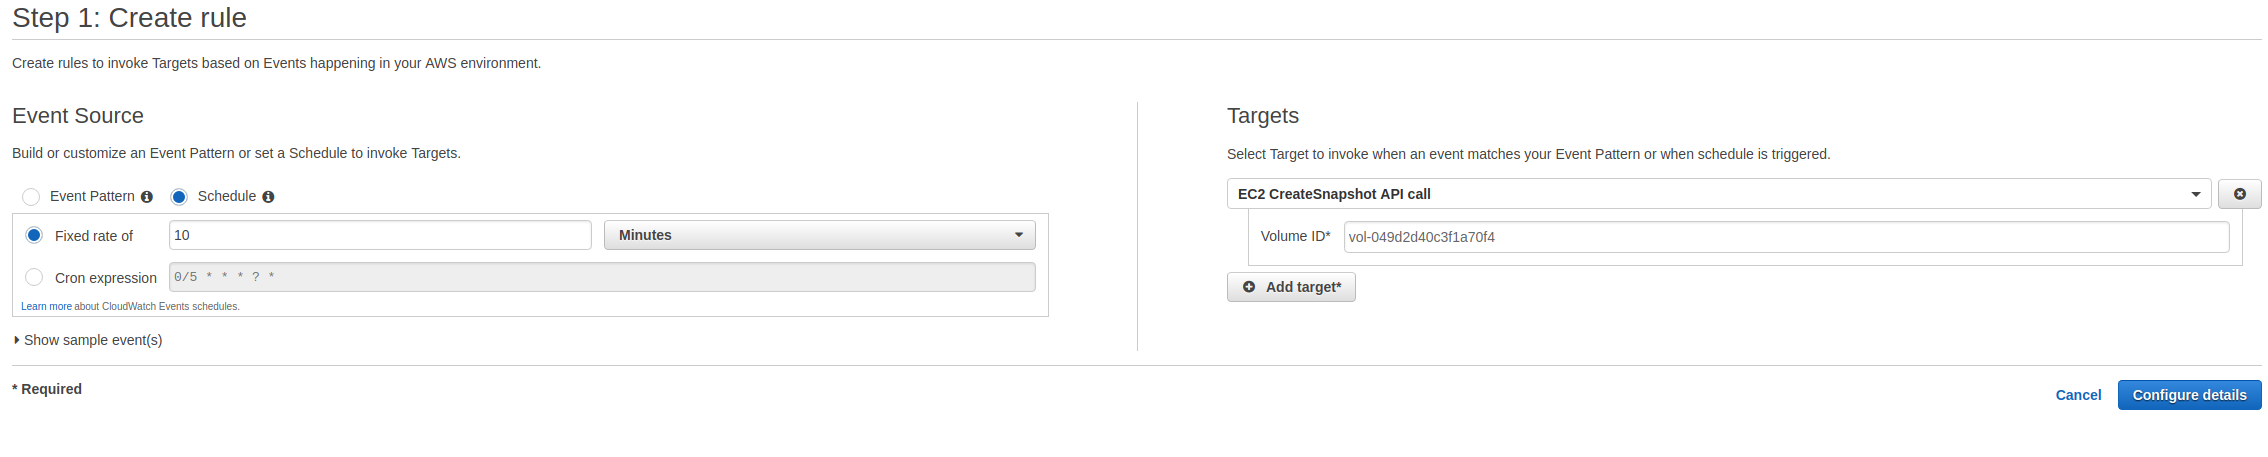 Step 1: Create rule
Create rules to invoke Targets based on Events happening in your AWS environment.
Event Source
Build or customize an Event Pattern or set a Schedule to invoke Targets.
Event Pattern Schedule
Fixed rate of 10 Minutes
Cron expression 0/5 * * * ? *
Learn more about CloudWatch Events schedules.
Show sample event(s)
Targets
Select Target to invoke when an event matches your Event Pattern or when schedule is triggered.
EC2 CreateSnapshot API call
Volume ID* vol-049d2d40c3f1a70f4
Add target*
* Required
Cancel Configure details